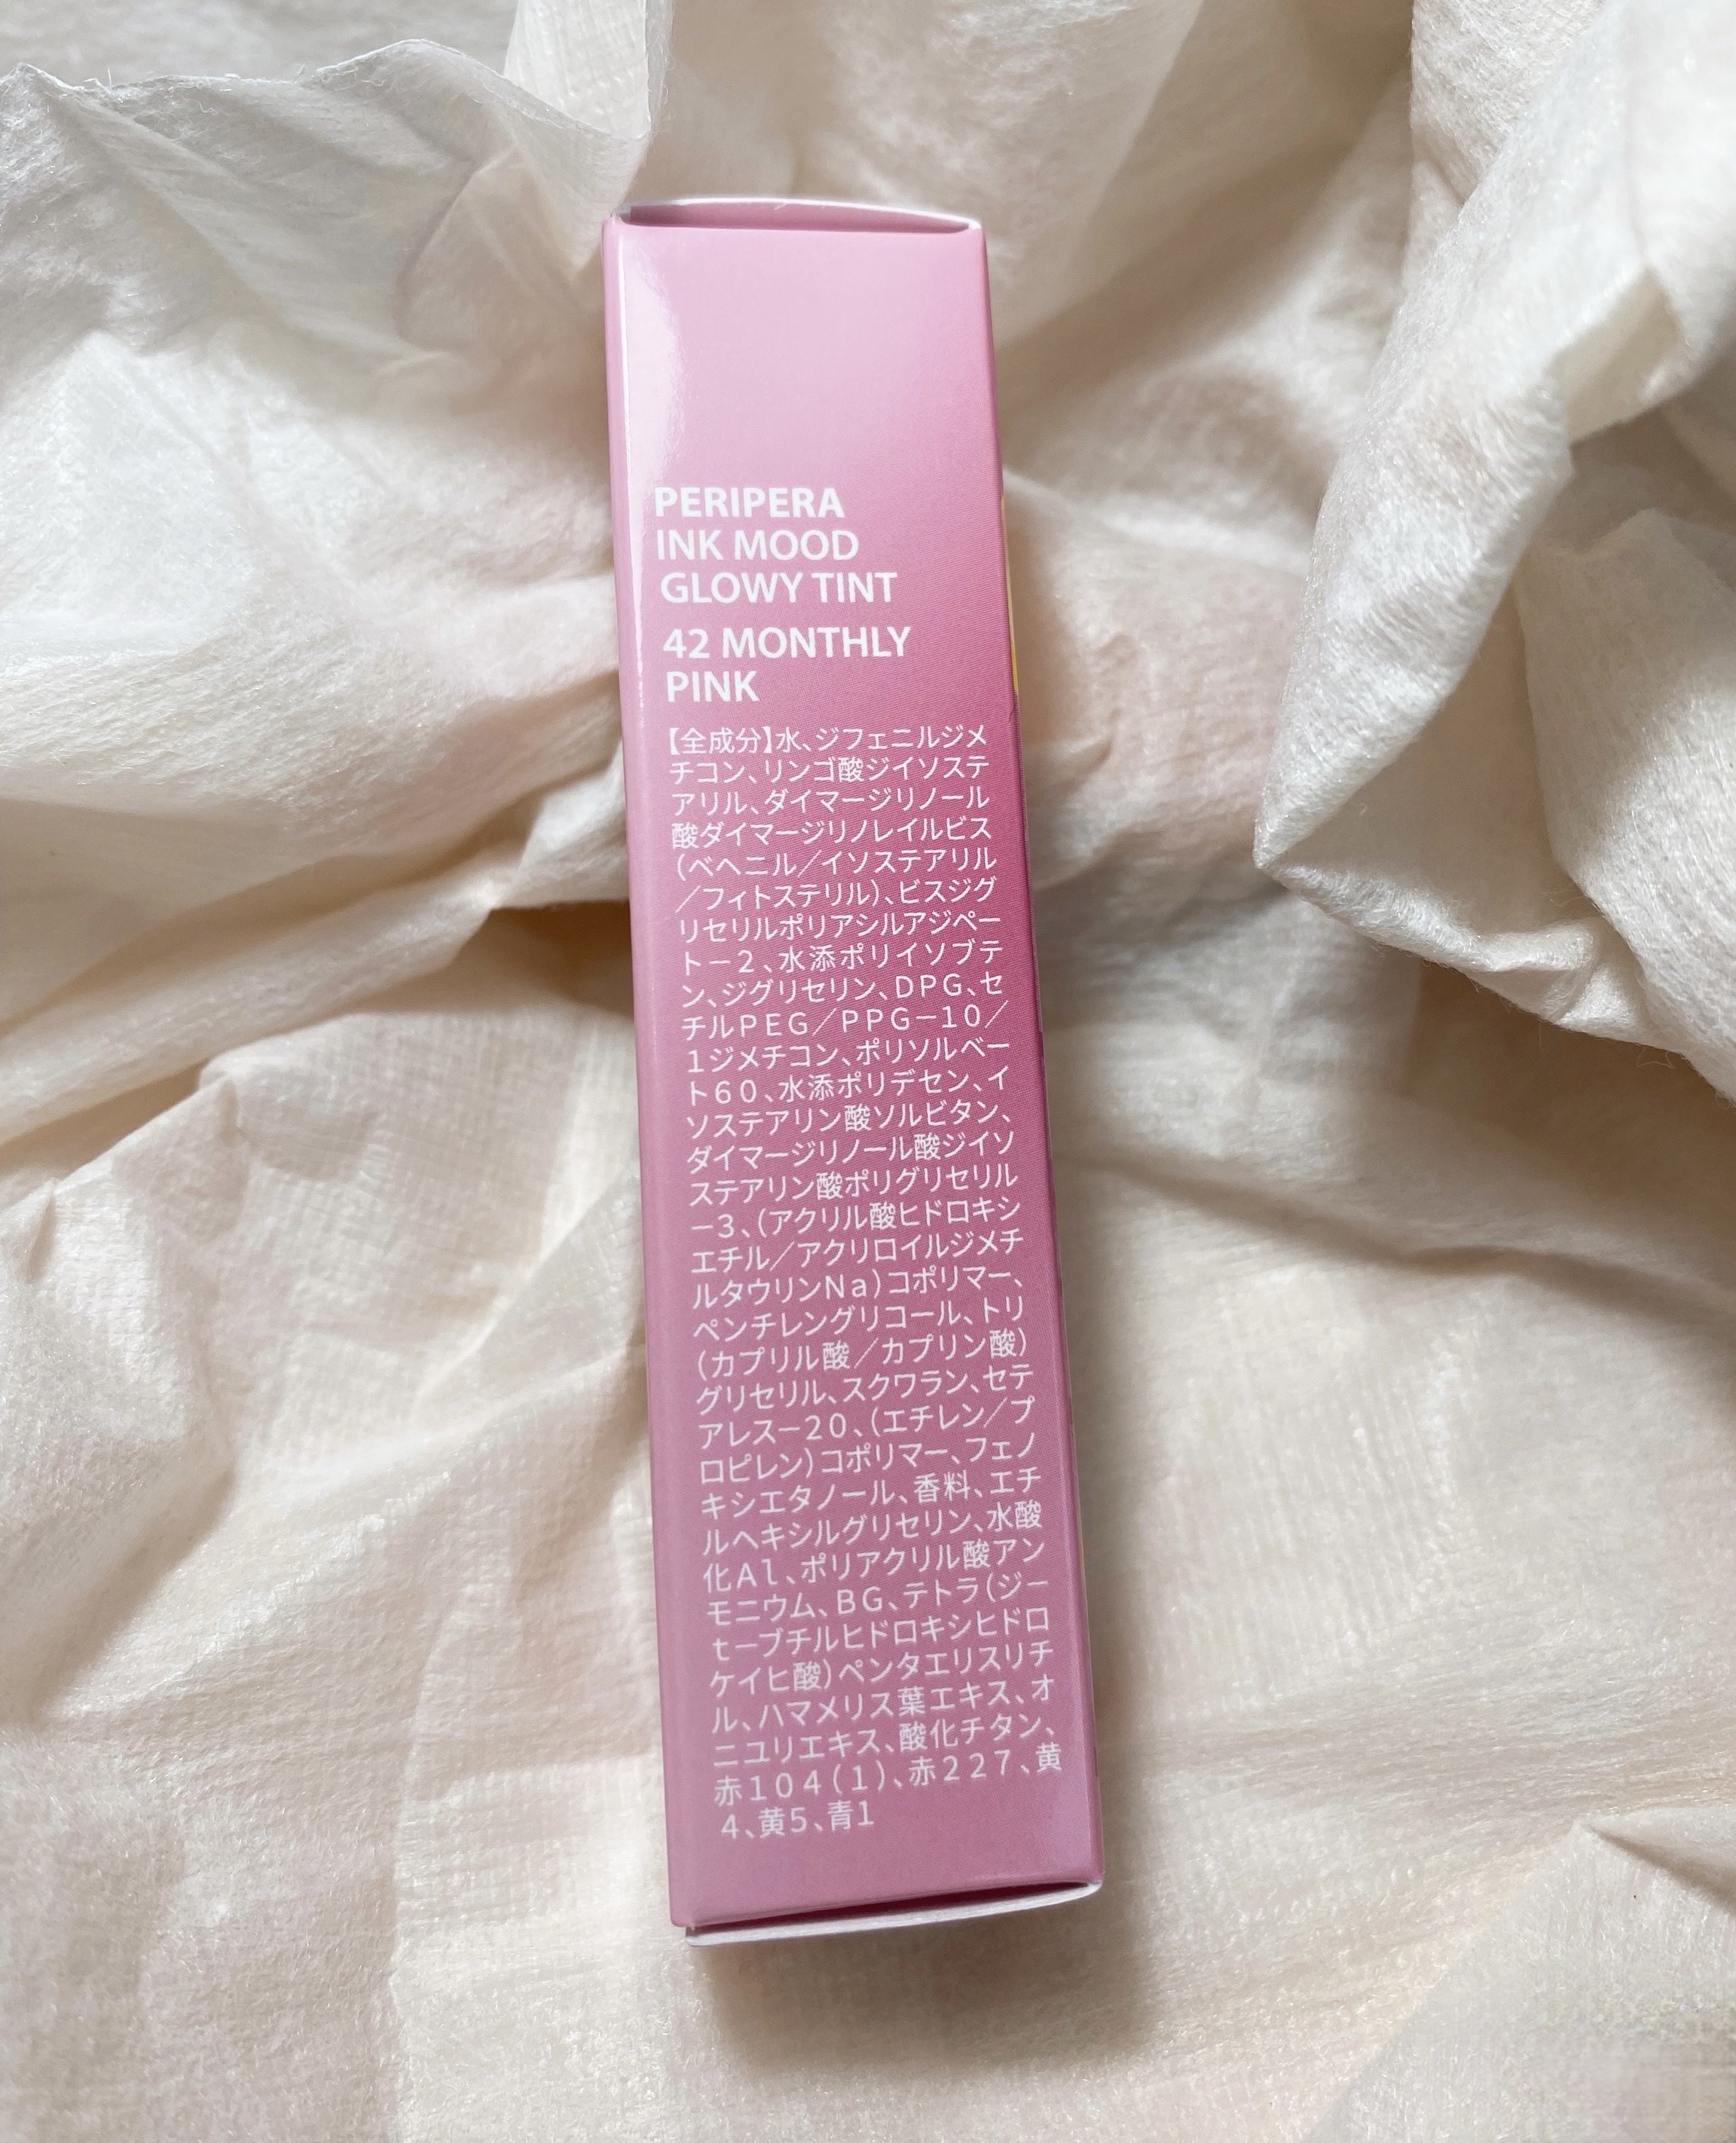 PERIPERA
INK MOOD
GLOWY TINT
42 MONTHLY
PINK
【全成分】水、ジフェニルジメ
チコン、リンゴ酸ジイソステ
アリル、ダイマージリノール
酸ダイマージリノレイルビス
(ベヘニル／イソステアリル
／フィトステリル)、ビスジグ
リセリルポリアシルアジペー
ト－2、水添ポリイソブテ
ン、ジグリセリン、DPG、セ
チルPEG／PPG－10／
1ジメチコン、ポリソルベー
ト60、水添ポリデセン、イ
ソステアリン酸ソルビタン、
ダイマージリノール酸ジイソ
ステアリン酸ポリグリセリル
－3、(アクリル酸ヒドロキシ
エチル／アクリロイルジメチ
ルタウリンNa)コポリマー、
ペンチレングリコール、トリ
(カプリル酸／カプリン酸)
グリセリル、スクワラン、セテ
アレス－20、(エチレン／プ
ロピレン)コポリマー、フェノ
キシエタノール、香料、エチ
ルヘキシルグリセリン、水酸
化Al、ポリアクリル酸アン
モニウム、BG、テトラ(ジ－
t－ブチルヒドロキシヒドロ
ケイヒ酸)ペンタエリスリチ
ル、ハマメリス葉エキス、オ
ニユリエキス、酸化チタン、
赤104(1)、赤227、黄
4、黄5、青1